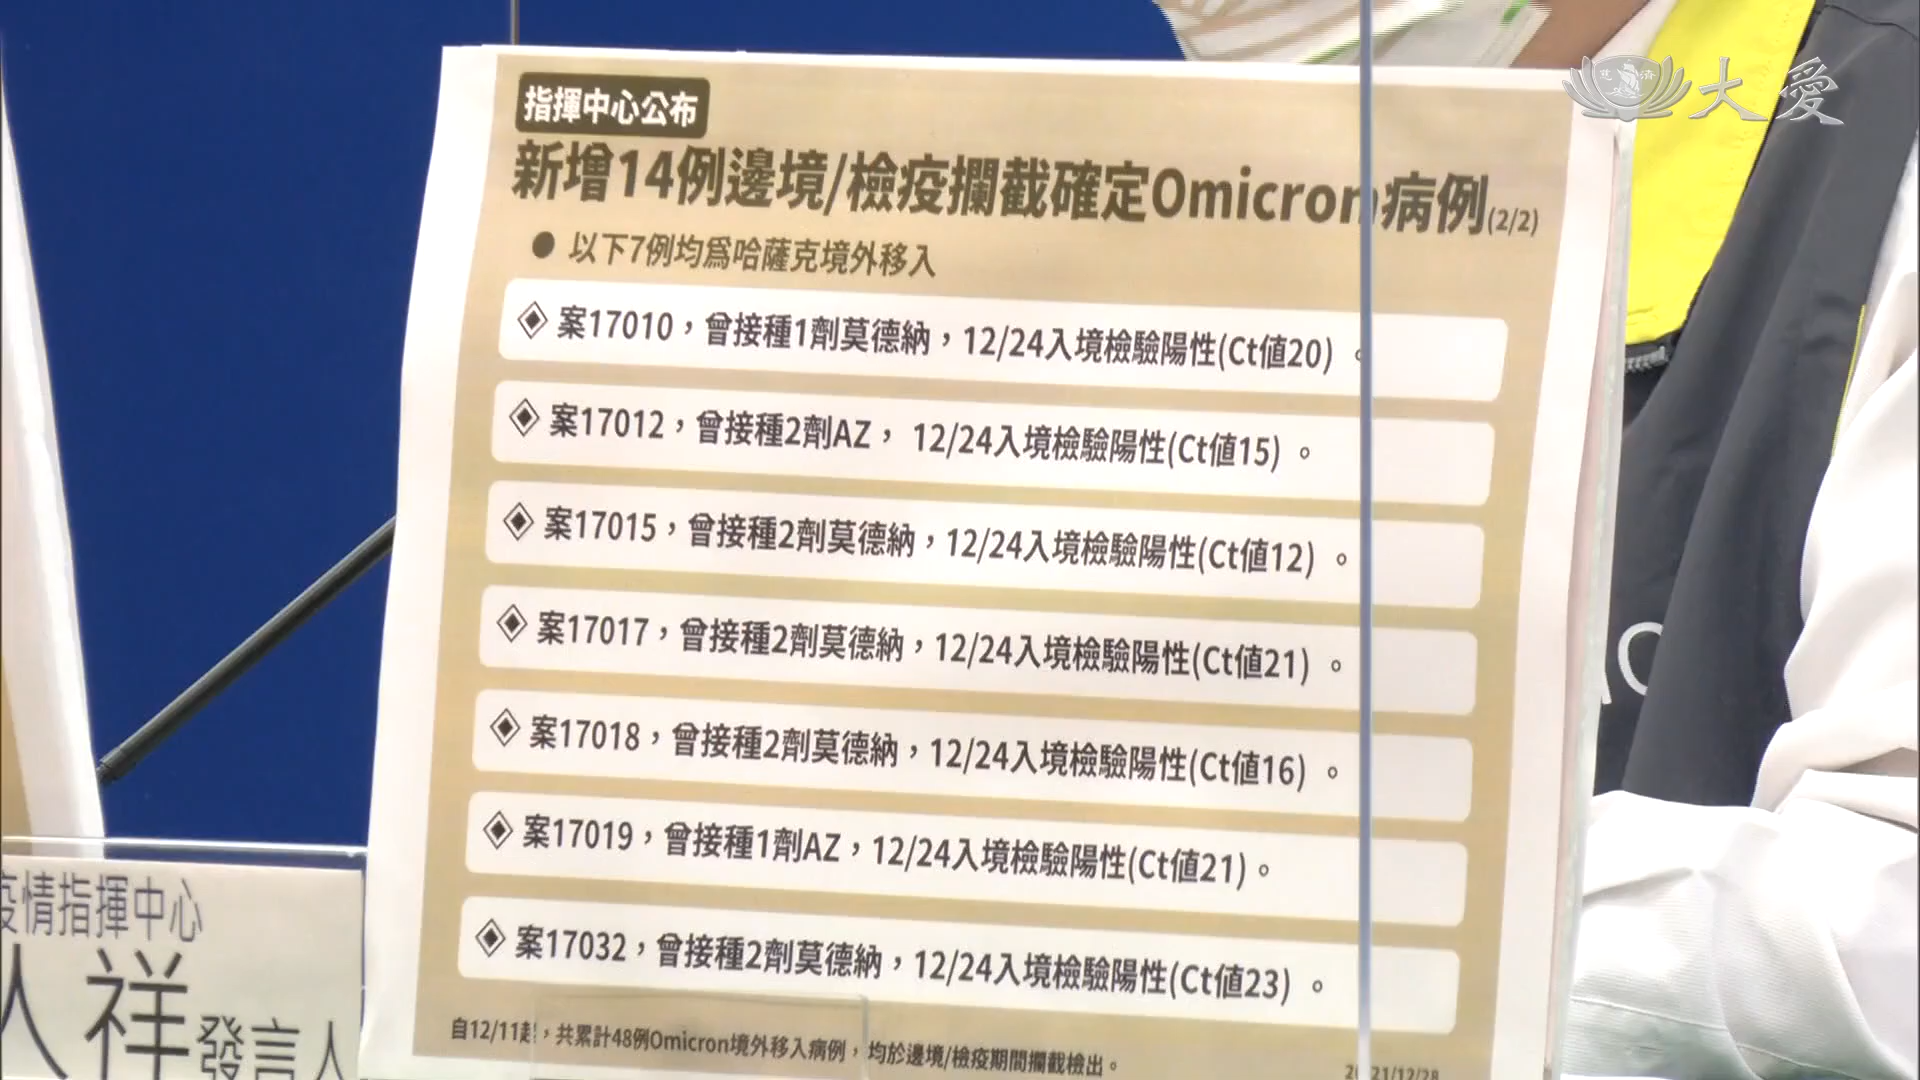 慈濟
大愛
指揮中心公布
新增14例邊境/檢疫攔截確定Omicron病例(2/2)
● 以下7例均為哈薩克境外移入
案17010，曾接種1劑莫德納，12/24入境檢驗陽性(Ct值20)。
案17012，曾接種2劑AZ， 12/24入境檢驗陽性(Ct值15)。
案17015，曾接種2劑莫德納，12/24入境檢驗陽性(Ct值12)。
案17017，曾接種2劑莫德納，12/24入境檢驗陽性(Ct值21)。
案17018，曾接種2劑莫德納，12/24入境檢驗陽性(Ct值16)。
案17019，曾接種1劑AZ，12/24入境檢驗陽性(Ct值21)。
案17032，曾接種2劑莫德納，12/24入境檢驗陽性(Ct值23)。
自12/11起，共累計48例Omicron境外移入病例，均於邊境/檢疫期間攔截檢出。
2021/12/28
疫情指揮中心
人祥發言人